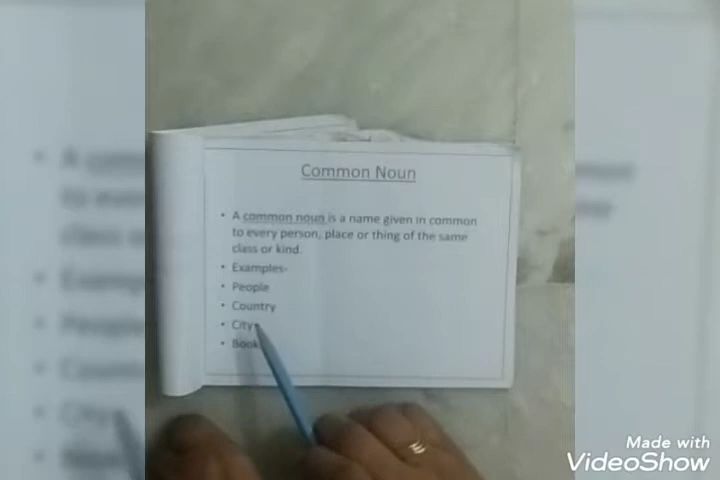 Common Noun
• A common noun is a name given in common
to every person, place or thing of the same
class or kind.
• Examples-
• People
• Country
• City
• Book
Made with
VideoShow